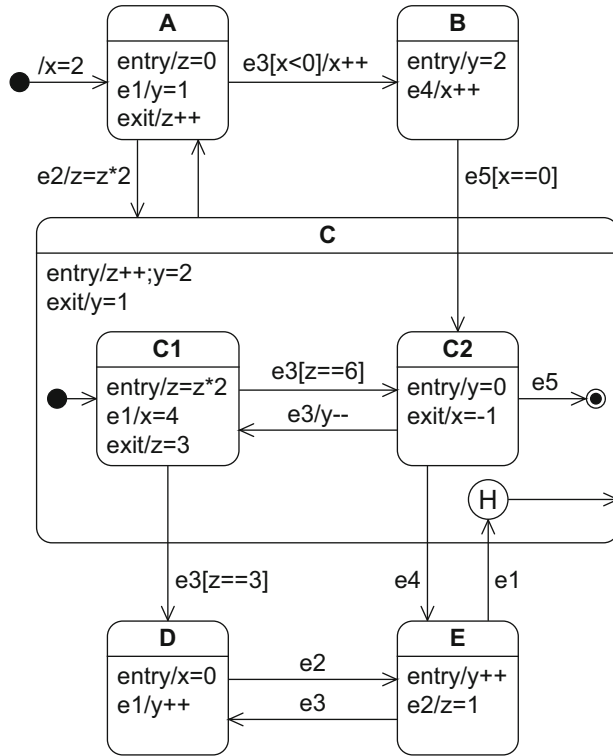 A
B
/x=2
entry/z=0
e1/y=1
exit/z++
e3[x<0]/x++
entry/y=2
e4/x++
e2/z=z*2
e5[x==0]
C
entry/z++;y=2
exit/y=1
C1
C2
entry/z=z*2
e1/x=4
exit/z=3
e3[z==6]
e3/y--
entry/y=0
exit/x=-1
e5
H
e3[z==3]
e4
e1
D
E
entry/x=0
e1/y++
e2
e3
entry/y++
e2/z=1